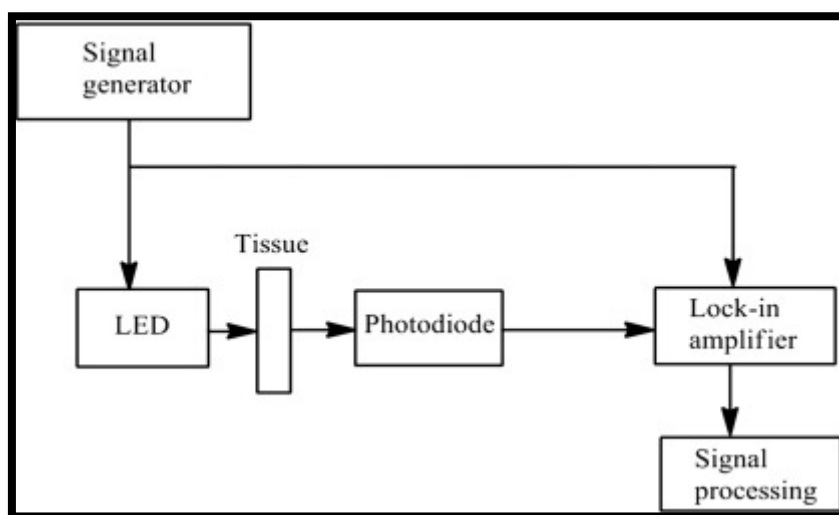 Signal
generator
Tissue
LED
Photodiode
Lock-in
amplifier
Signal
processing